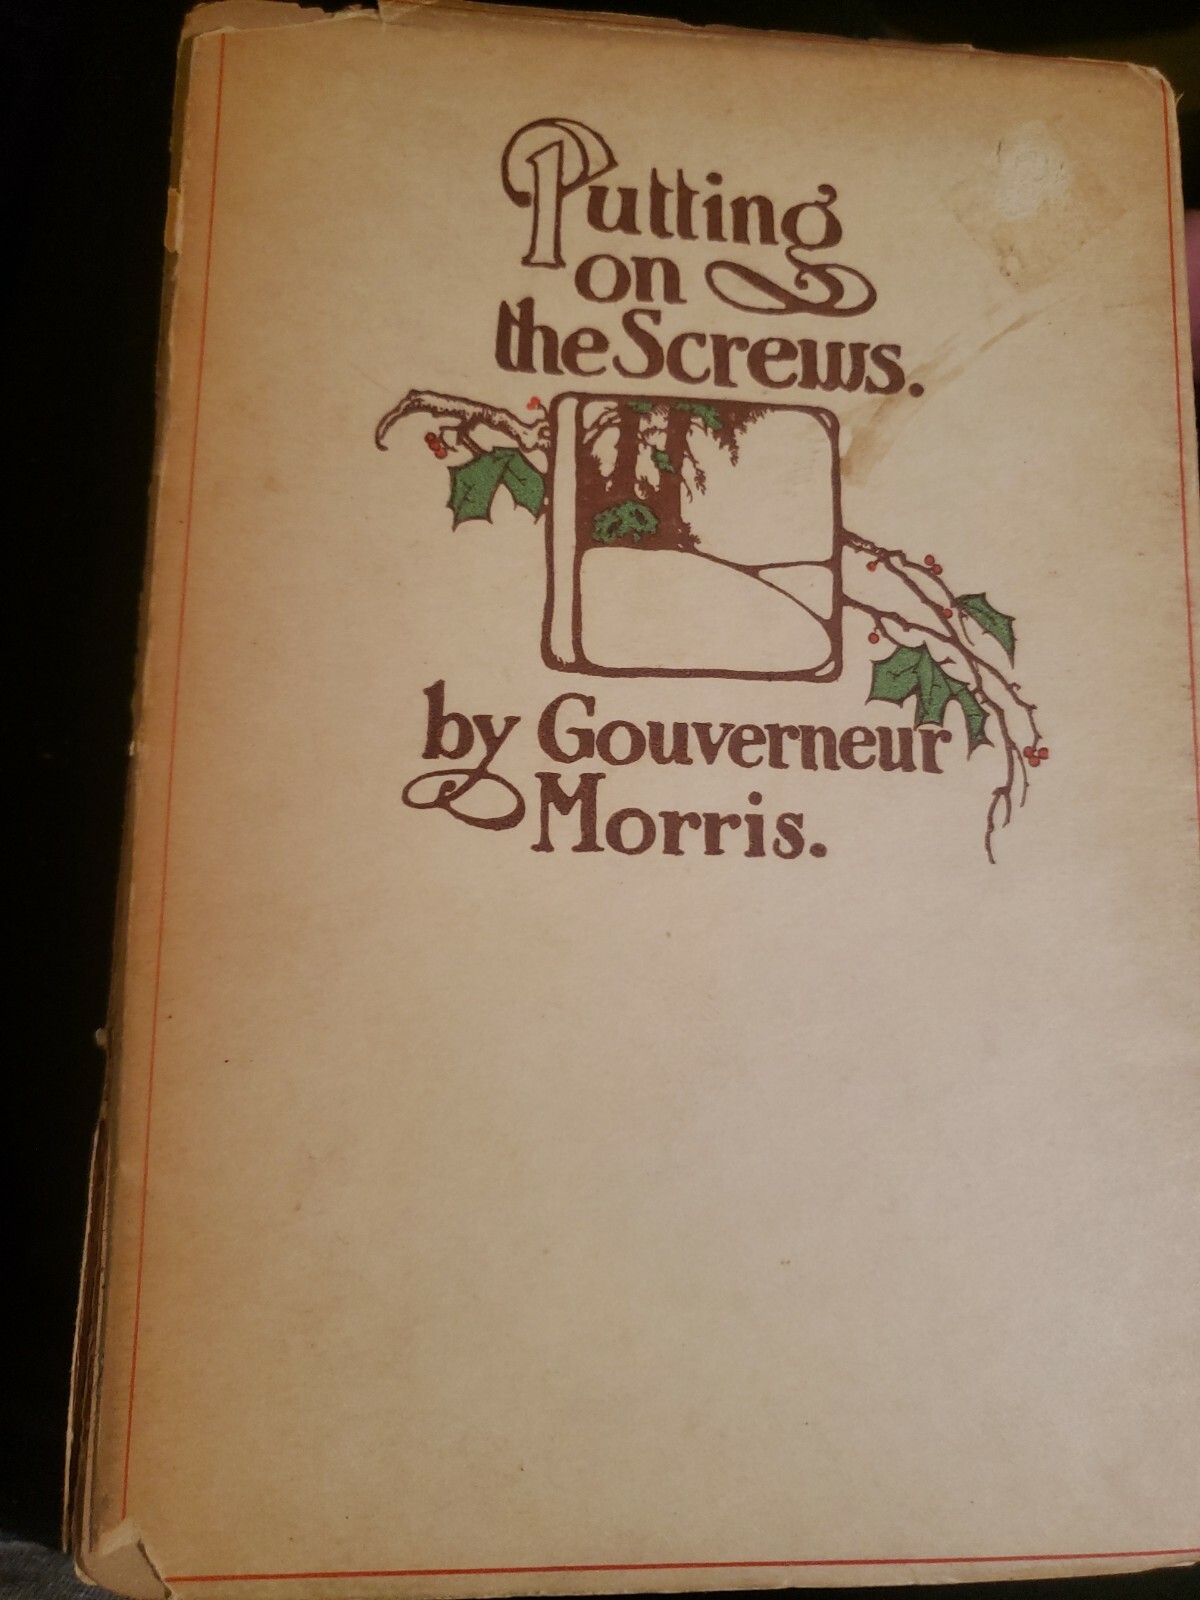 Putting
on
the Screws.
by Gouverneur
Morris.